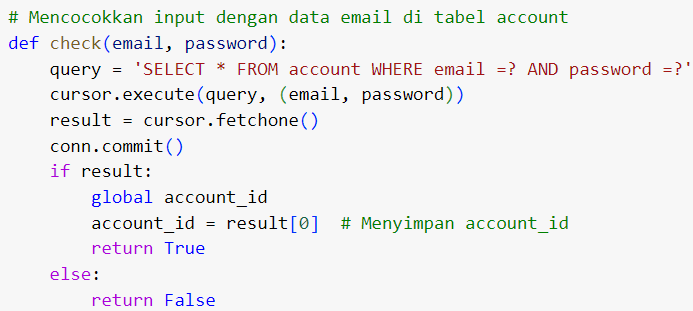 # Mencocokkan input dengan data email di tabel account
def check(email, password):
    query = 'SELECT * FROM account WHERE email =? AND password =?'
    cursor.execute(query, (email, password))
    result = cursor.fetchone()
    conn.commit()
    if result:
        global account_id
        account_id = result[0]  # Menyimpan account_id
        return True
    else:
        return False